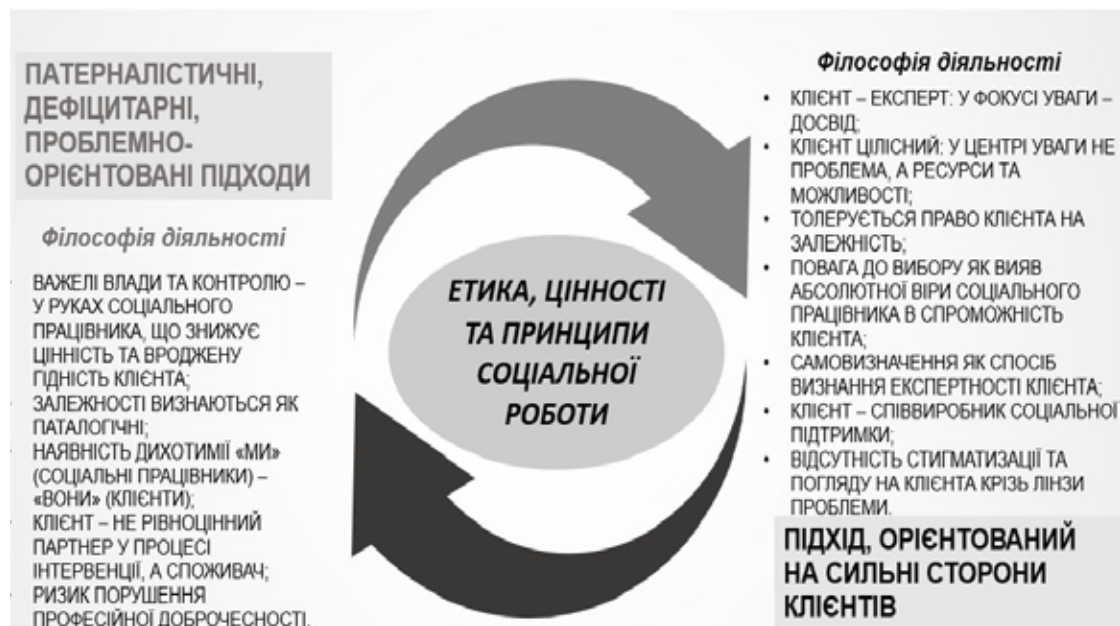 ПАТЕРНАЛІСТИЧНІ,
ДЕФІЦИТАРНІ,
ПРОБЛЕМНО-
ОРІЄНТОВАНІ ПІДХОДИ
Філософія діяльності
ВАЖЕЛІ ВЛАДИ ТА КОНТРОЛЮ –
У РУКАХ СОЦІАЛЬНОГО
ПРАЦІВНИКА, ЩО ЗНИЖУЄ
ЦІННІСТЬ ТА ВРОДЖЕНУ
ГІДНІСТЬ КЛІЄНТА;
ЗАЛЕЖНОСТІ ВИЗНАЮТЬСЯ ЯК
ПАТАЛОГІЧНІ;
НАЯВНІСТЬ ДИХОТИМІЇ «МИ»
(СОЦІАЛЬНІ ПРАЦІВНИКИ) –
«ВОНИ» (КЛІЄНТИ);
КЛІЄНТ – НЕ РІВНОЦІННИЙ
ПАРТНЕР У ПРОЦЕСІ
ІНТЕРВЕНЦІЇ, А СПОЖИВАЧ;
РИЗИК ПОРУШЕННЯ
ПРОФЕСІЙНОЇ ДОБРОЧЕСНОСТІ.
ЕТИКА, ЦІННОСТІ
ТА ПРИНЦИПИ
СОЦІАЛЬНОЇ
РОБОТИ
Філософія діяльності
• КЛІЄНТ – ЕКСПЕРТ: У ФОКУСІ УВАГИ –
ДОСВІД;
• КЛІЄНТ ЦІЛІСНИЙ: У ЦЕНТРІ УВАГИ НЕ
ПРОБЛЕМА, А РЕСУРСИ ТА
МОЖЛИВОСТІ;
• ТОЛЕРУЄТЬСЯ ПРАВО КЛІЄНТА НА
ЗАЛЕЖНІСТЬ;
• ПОВАГА ДО ВИБОРУ ЯК ВИЯВ
АБСОЛЮТНОЇ ВІРИ СОЦІАЛЬНОГО
ПРАЦІВНИКА В СПРОМОЖНІСТЬ
КЛІЄНТА;
• САМОВИЗНАЧЕННЯ ЯК СПОСІБ
ВИЗНАННЯ ЕКСПЕРТНОСТІ КЛІЄНТА;
• КЛІЄНТ – СПІВВИРОБНИК СОЦІАЛЬНОЇ
ПІДТРИМКИ;
• ВІДСУТНІСТЬ СТИГМАТИЗАЦІЇ ТА
ПОГЛЯДУ НА КЛІЄНТА КРІЗЬ ЛІНЗИ
ПРОБЛЕМИ.
ПІДХІД, ОРІЄНТОВАНИЙ
НА СИЛЬНІ СТОРОНИ
КЛІЄНТІВ